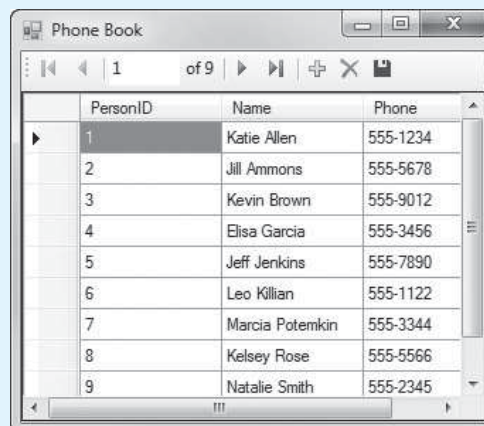 Phone Book
1 of 9
PersonID Name Phone
1 Katie Allen 555-1234
2 Jill Ammons 555-5678
3 Kevin Brown 555-9012
4 Elisa Garcia 555-3456
5 Jeff Jenkins 555-7890
6 Leo Killian 555-1122
7 Marcia Potemkin 555-3344
8 Kelsey Rose 555-5566
9 Natalie Smith 555-2345